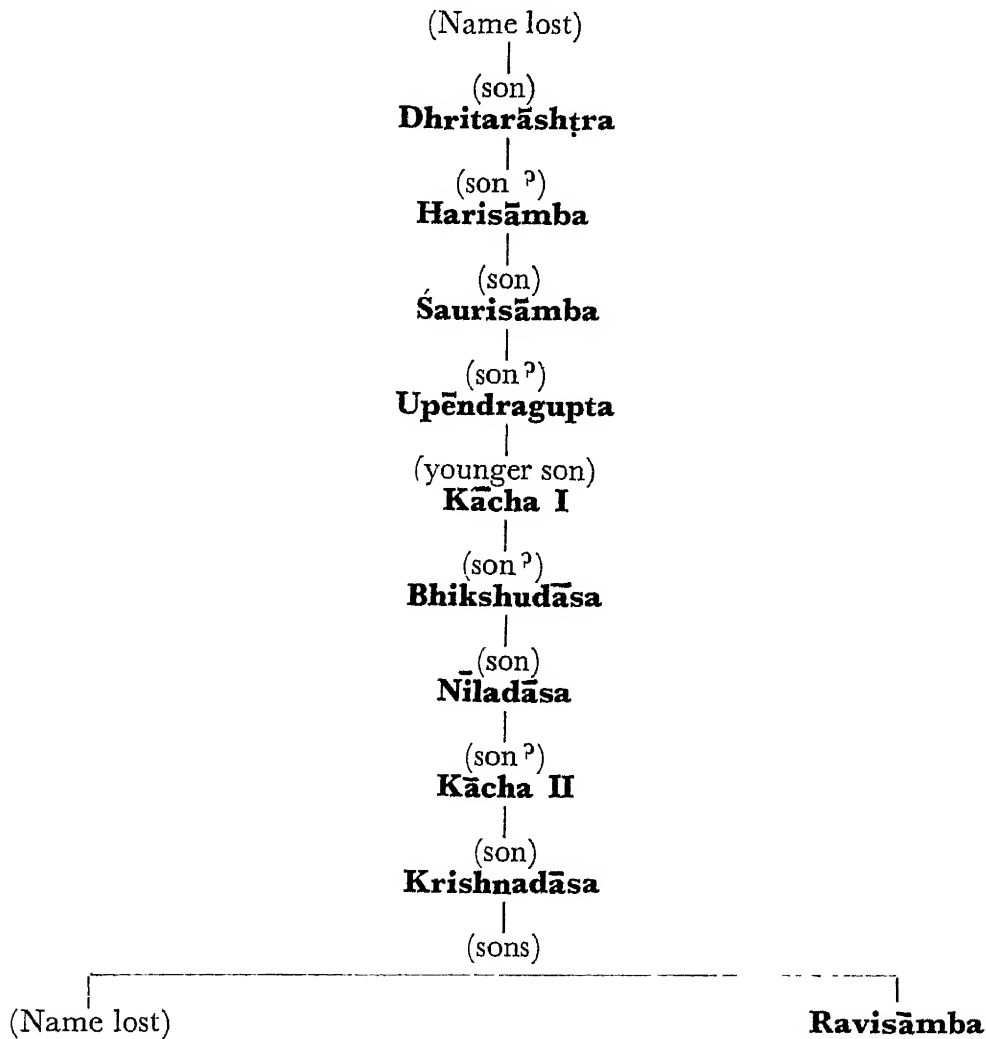 (Name lost)
(son)
Dhritarāshṭra
(son ?)
Harisāmba
(son)
Śaurisāmba
(son?)
Upēndragupta
(younger son)
Kācha I
(son?)
Bhikshudāsa
(son)
Nīladāsa
(son?)
Kācha II
(son)
Krishnadāsa
(sons)
(Name lost) Ravisāmba